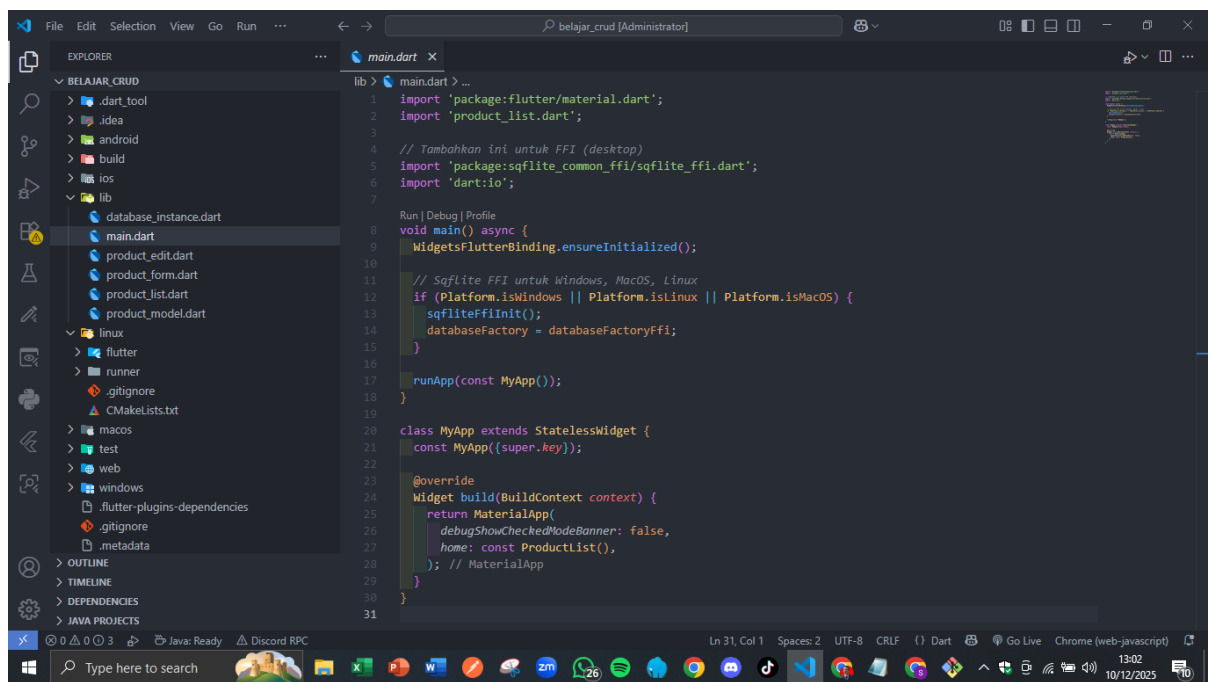 File Edit Selection View Go Run ···
belajar_crud [Administrator]
EXPLORER
BELAJAR_CRUD
.dart_tool
.idea
android
build
ios
lib
database_instance.dart
main.dart
product_edit.dart
product_form.dart
product_list.dart
product_model.dart
linux
flutter
runner
.gitignore
CMakeLists.txt
macos
test
web
windows
.flutter-plugins-dependencies
.gitignore
.metadata
OUTLINE
TIMELINE
DEPENDENCIES
JAVA PROJECTS
main.dart
lib > main.dart > ...
1 import 'package:flutter/material.dart';
2 import 'product_list.dart';
3
4 // Tambahkan ini untuk FFI (desktop)
5 import 'package:sqflite_common_ffi/sqflite_ffi.dart';
6 import 'dart:io';
7
Run | Debug | Profile
8 void main() async {
9 WidgetsFlutterBinding.ensureInitialized();
10
11 // Sqflite FFI untuk Windows, MacOS, Linux
12 if (Platform.isWindows || Platform.isLinux || Platform.isMacOS) {
13 sqfliteFfiInit();
14 databaseFactory = databaseFactoryFfi;
15 }
16
17 runApp(const MyApp());
18 }
19
20 class MyApp extends StatelessWidget {
21 const MyApp({super.key});
22
23 @override
24 Widget build(BuildContext context) {
25 return MaterialApp(
26 debugShowCheckedModeBanner: false,
27 home: const ProductList(),
28 ); // MaterialApp
29 }
30 }
31
0 0 3 Java: Ready Discord RPC
Ln 31, Col 1 Spaces: 2 UTF-8 CRLF {} Dart Go Live Chrome (web-javascript)
Type here to search
zm
26
13:02
10/12/2025
10